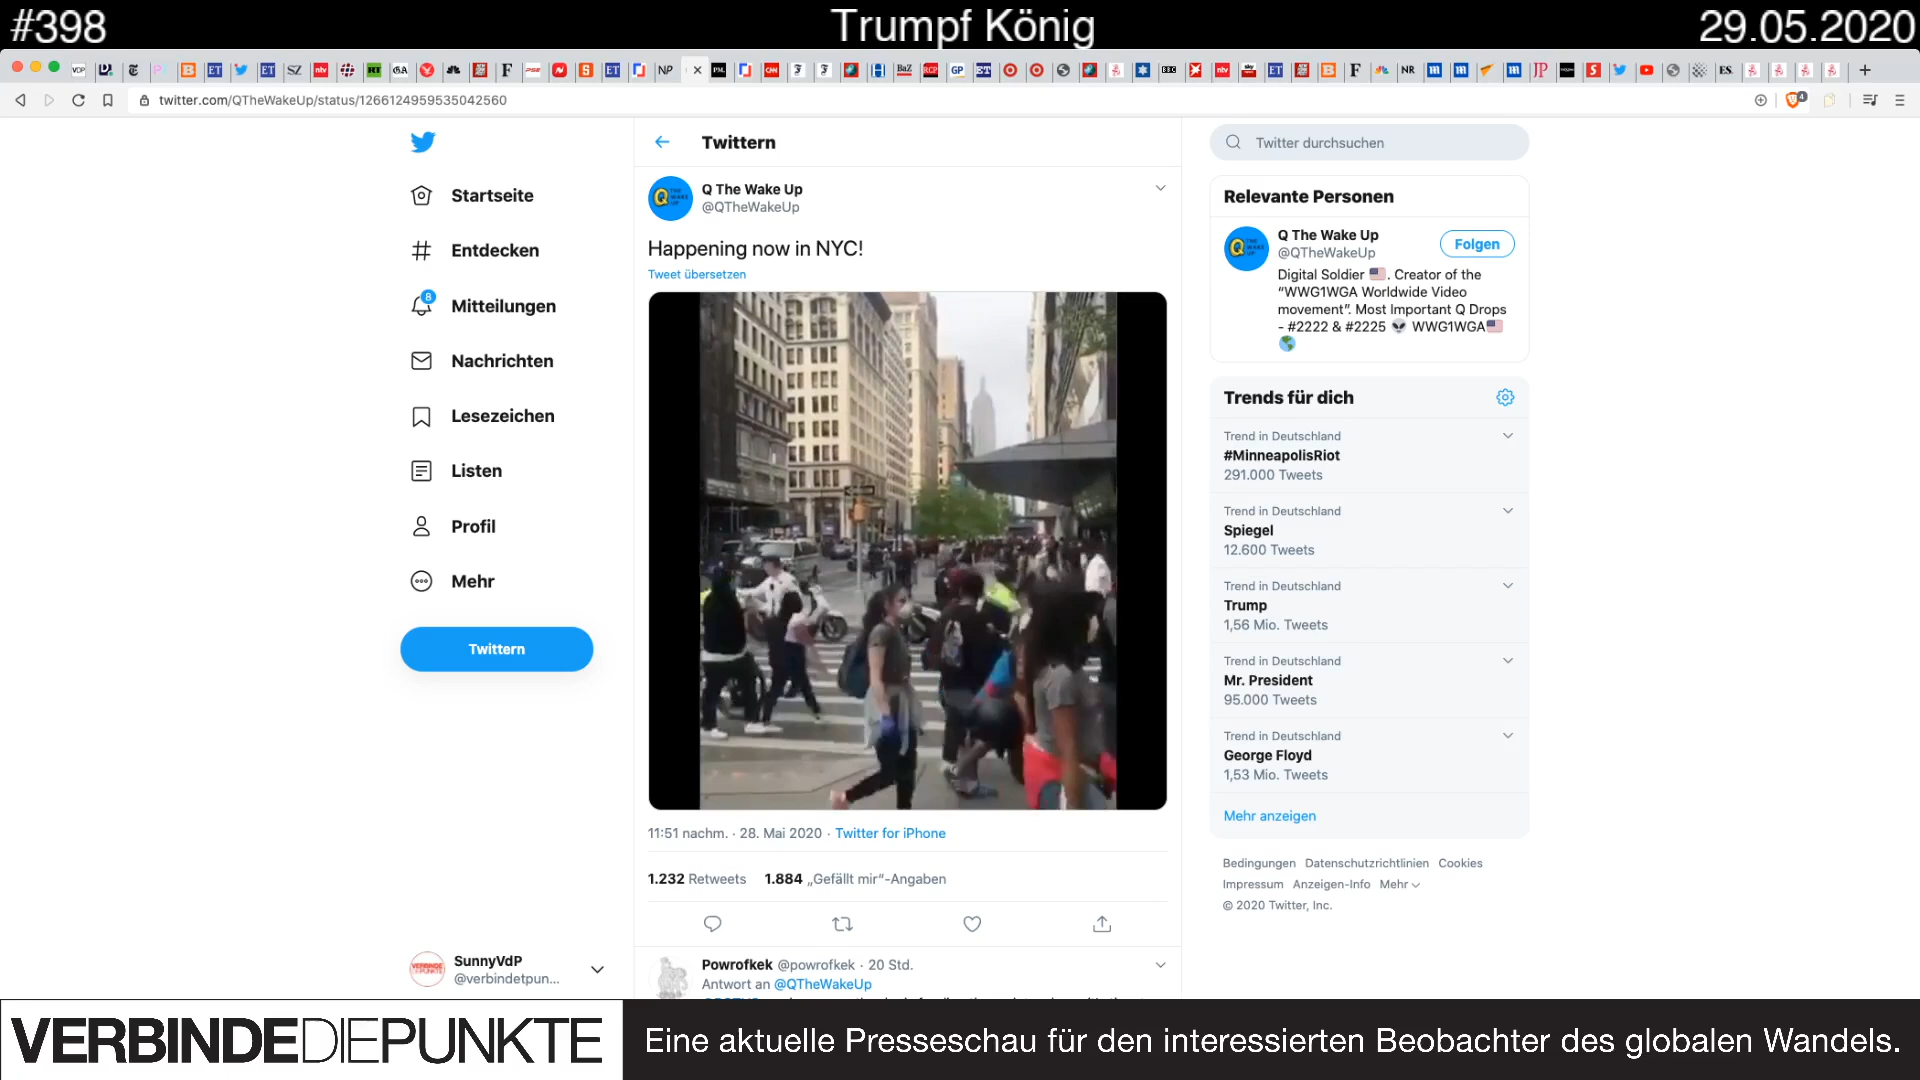 #398
Trumpf König
29.05.2020
twitter.com/QTheWakeUp/status/1266124959535042560
Startseite
Entdecken
8
Mitteilungen
Nachrichten
Lesezeichen
Listen
Profil
Mehr
Twittern
SunnyVdP
@verbindetpun...
Twittern
Q The Wake Up
@QTheWakeUp
Happening now in NYC!
Tweet übersetzen
11:51 nachm. · 28. Mai 2020 · Twitter for iPhone
1.232 Retweets 1.884 „Gefällt mir“-Angaben
Powrofkek @powrofkek · 20 Std.
Antwort an @QTheWakeUp
Twitter durchsuchen
Relevante Personen
Q The Wake Up
@QTheWakeUp
Folgen
Digital Soldier 🇺🇸. Creator of the
“WWG1WGA Worldwide Video
movement”. Most Important Q Drops
- #2222 & #2225 👽 WWG1WGA🇺🇸
🌎
Trends für dich
Trend in Deutschland
#MinneapolisRiot
291.000 Tweets
Trend in Deutschland
Spiegel
12.600 Tweets
Trend in Deutschland
Trump
1,56 Mio. Tweets
Trend in Deutschland
Mr. President
95.000 Tweets
Trend in Deutschland
George Floyd
1,53 Mio. Tweets
Mehr anzeigen
Bedingungen Datenschutzrichtlinien Cookies
Impressum Anzeigen-Info Mehr
© 2020 Twitter, Inc.
VERBINDEDIEPUNKTE
Eine aktuelle Presseschau für den interessierten Beobachter des globalen Wandels.